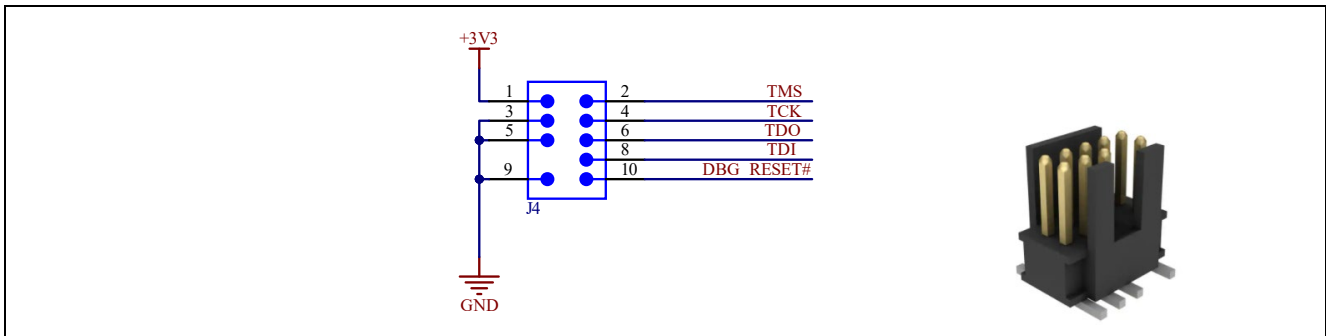 +3V3
1 2 TMS
3 4 TCK
5 6 TDO
8 TDI
9 10 DBG_RESET#
J4
GND